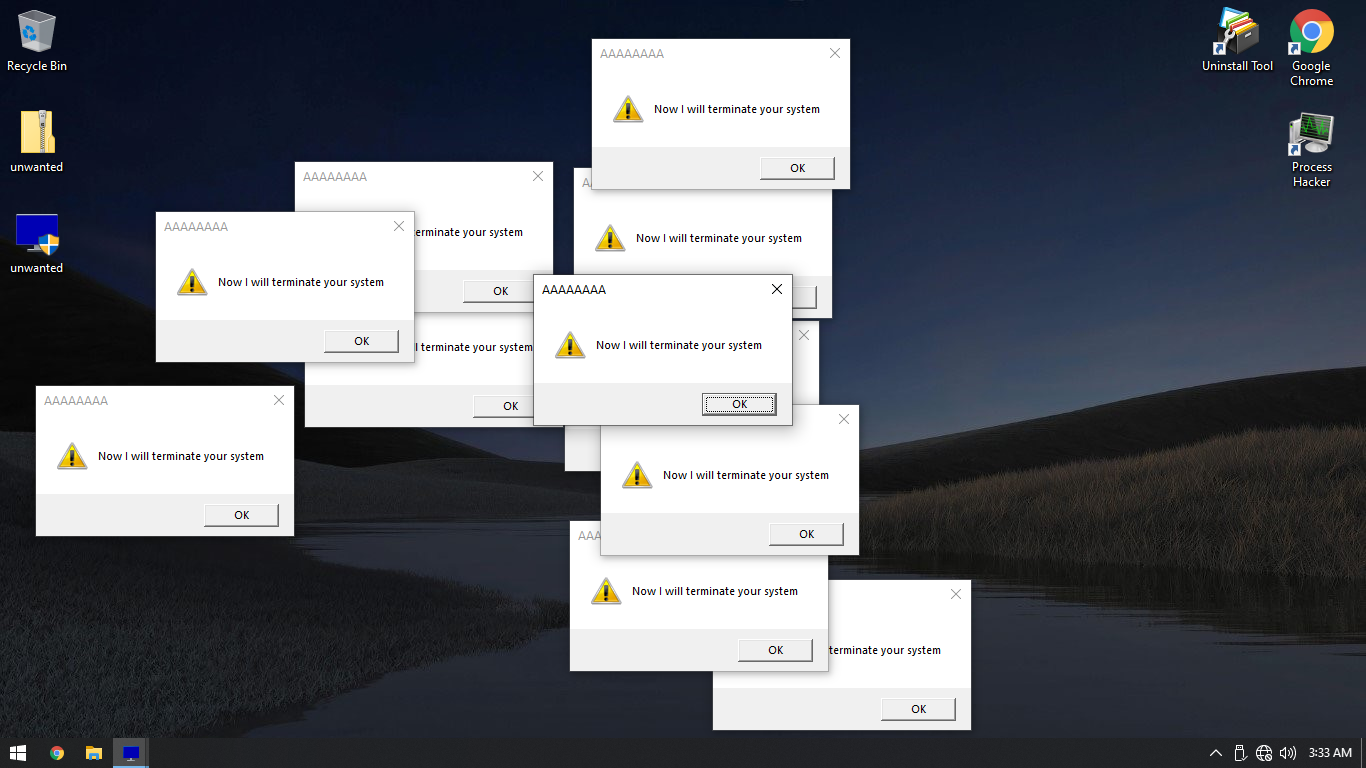 Recycle Bin
unwanted
unwanted
Uninstall Tool
Google
Chrome
Process
Hacker
AAAAAAAA
Now I will terminate your system
OK
AAAAAAAA
terminate your system
OK
A
Now I will terminate your system
AAAAAAAA
Now I will terminate your system
OK
AAAAAAAA
Now I will terminate your system
OK
l terminate your system
OK
AAAAAAAA
Now I will terminate your system
OK
Now I will terminate your system
OK
AAA
Now I will terminate your system
OK
terminate your system
OK
3:33 AM